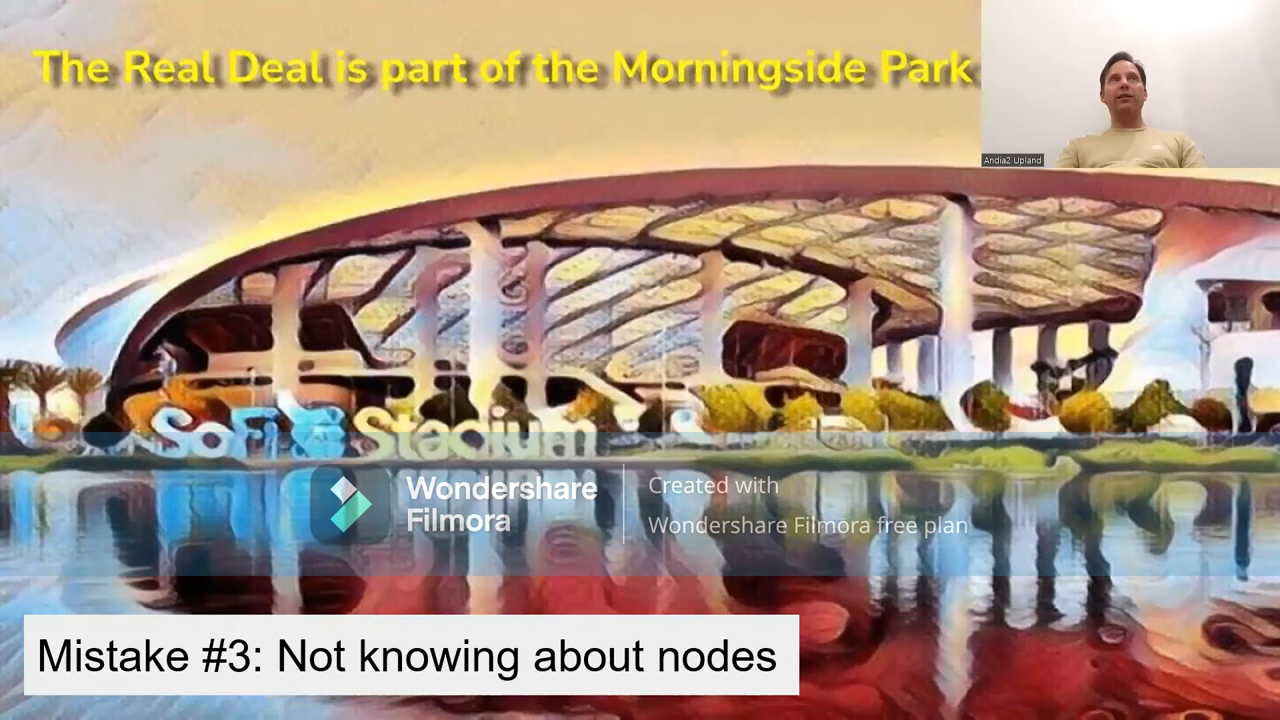 The Real Deal is part of the Morningside Park
Andia2 Upland
SoFi Stadium
Wondershare
Filmora
Created with
Wondershare Filmora free plan
Mistake #3: Not knowing about nodes